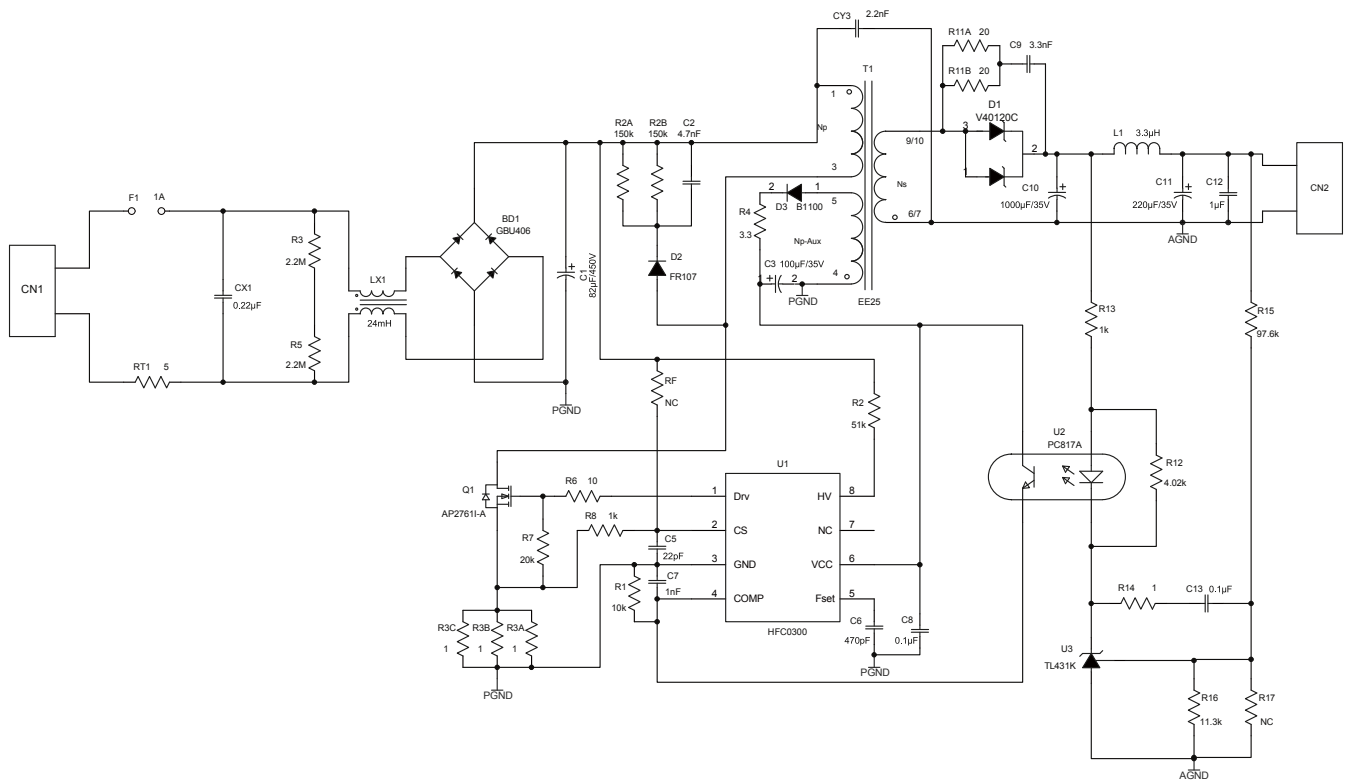 CY3 2.2nF
R11A 20
C9 3.3nF
R11B 20
T1
D1
V40120C
1
Np
3
3
1
2
9/10
Ns
6/7
R2A
150k
R2B
150k
C2
4.7nF
L1 3.3µH
CN2
C10
1000µF/35V
C11
220µF/35V
C12
1µF
AGND
2
1
D3 B1100
5
R4
3.3
Np-Aux
C3 100µF/35V
1
2
4
PGND
EE25
F1 1A
BD1
GBU406
D2
FR107
C1
82µF/450V
R3
2.2M
CN1
CX1
0.22µF
LX1
24mH
R5
2.2M
RT1 5
PGND
R13
1k
R15
97.6k
RF
NC
R2
51k
U2
PC817A
R12
4.02k
U1
Q1
AP2761I-A
R6 10
1 Drv
HV 8
R8 1k
2 CS
NC 7
R7
20k
C5
22pF
3 GND
VCC 6
R1
10k
C7
1nF
4 COMP
Fset 5
HFC0300
C6
470pF
C8
0.1µF
PGND
R3C
1
R3B
1
R3A
1
PGND
R14 1
C13 0.1µF
U3
TL431K
R16
11.3k
R17
NC
AGND